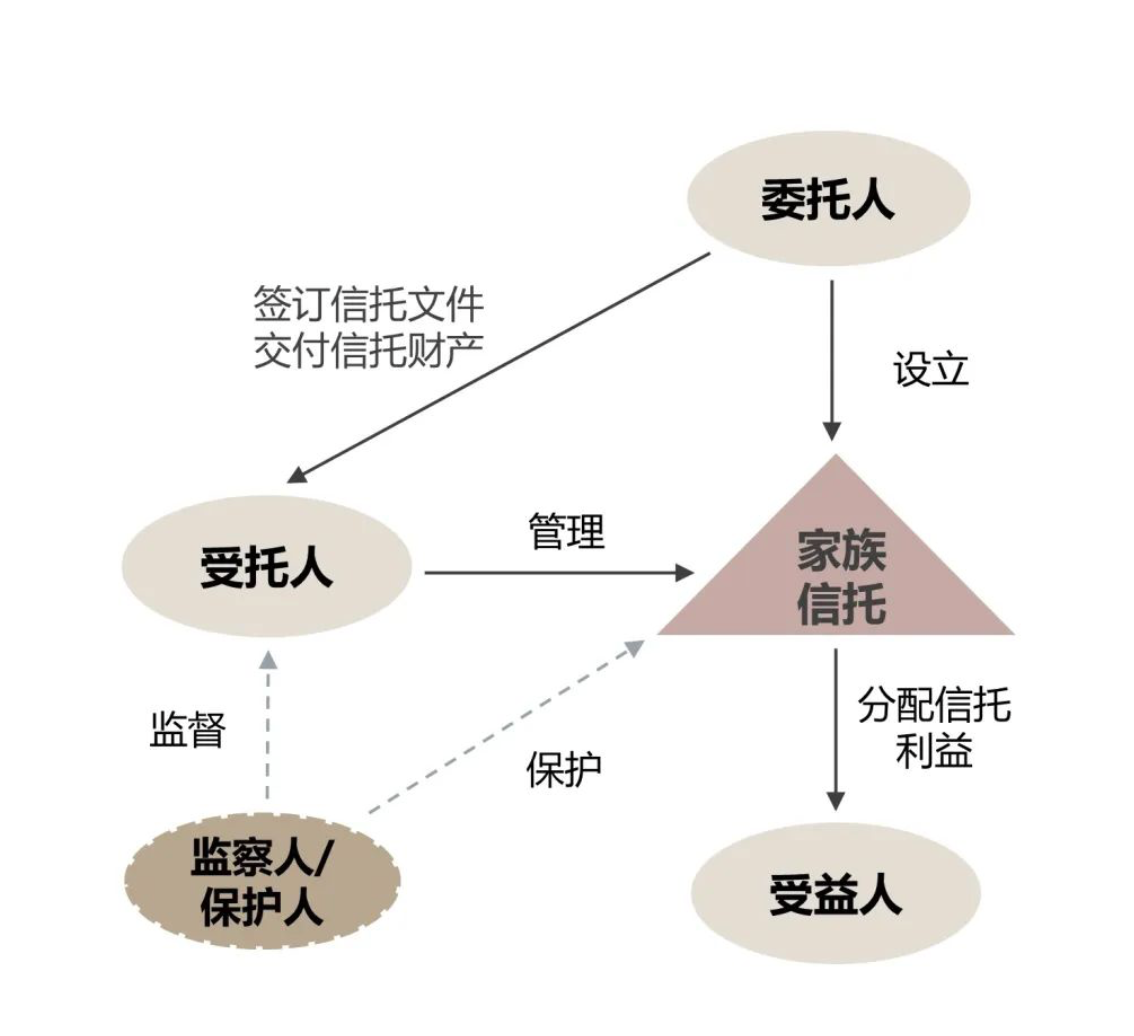 委托人
签订信托文件
交付信托财产
设立
受托人
管理
家族
信托
监督
保护
分配信托
利益
监察人/
保护人
受益人